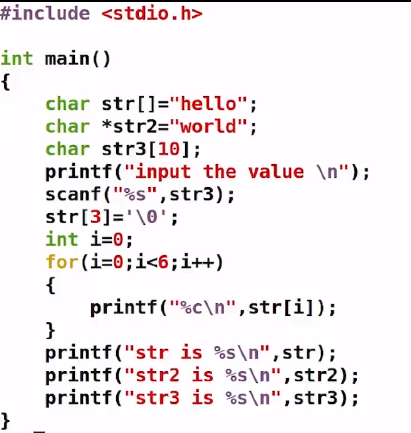 #include <stdio.h>
int main()
{
    char str[]="hello";
    char *str2="world";
    char str3[10];
    printf("input the value \n");
    scanf("%s",str3);
    str[3]='\0';
    int i=0;
    for(i=0;i<6;i++)
    {
        printf("%c\n",str[i]);
    }
    printf("str is %s\n",str);
    printf("str2 is %s\n",str2);
    printf("str3 is %s\n",str3);
}